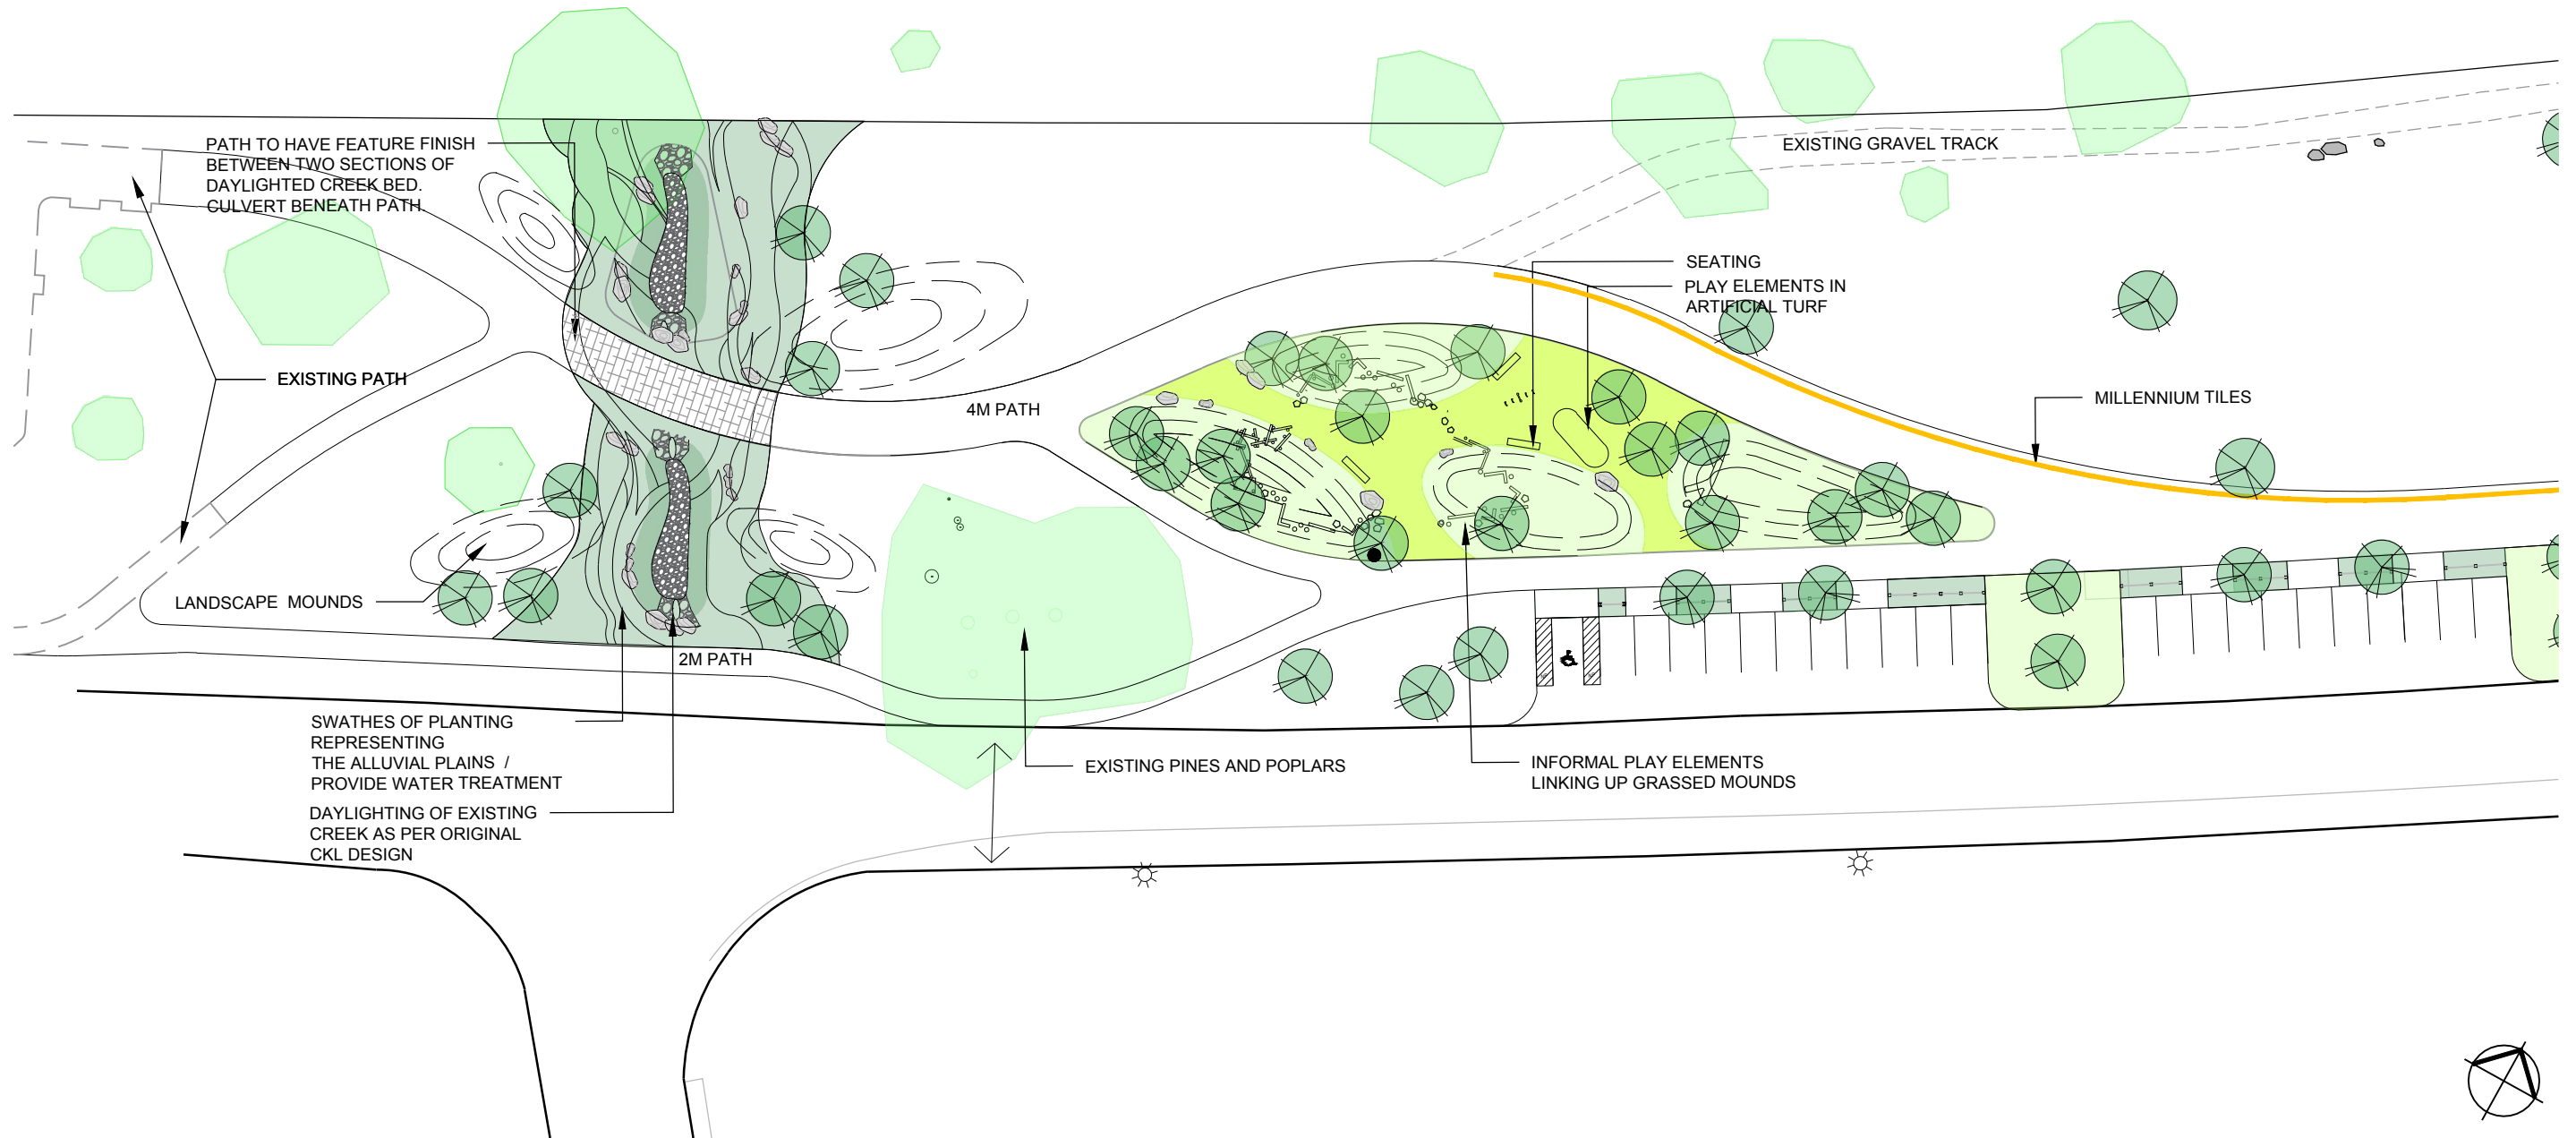 PATH TO HAVE FEATURE FINISH
BETWEEN TWO SECTIONS OF
DAYLIGHTED CREEK BED.
CULVERT BENEATH PATH
EXISTING GRAVEL TRACK
SEATING
PLAY ELEMENTS IN
ARTIFICIAL TURF
EXISTING PATH
4M PATH
MILLENNIUM TILES
LANDSCAPE MOUNDS
2M PATH
SWATHES OF PLANTING
REPRESENTING
THE ALLUVIAL PLAINS /
PROVIDE WATER TREATMENT
EXISTING PINES AND POPLARS
INFORMAL PLAY ELEMENTS
LINKING UP GRASSED MOUNDS
DAYLIGHTING OF EXISTING
CREEK AS PER ORIGINAL
CKL DESIGN